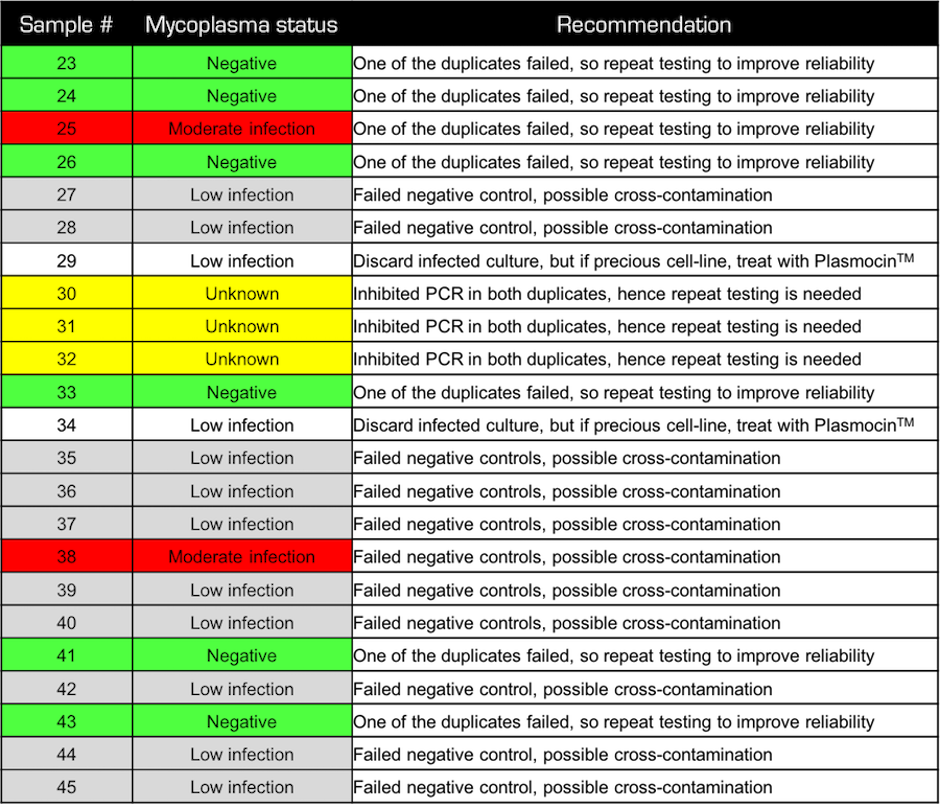 Sample # Mycoplasma status Recommendation
23 Negative One of the duplicates failed, so repeat testing to improve reliability
24 Negative One of the duplicates failed, so repeat testing to improve reliability
25 Moderate infection One of the duplicates failed, so repeat testing to improve reliability
26 Negative One of the duplicates failed, so repeat testing to improve reliability
27 Low infection Failed negative control, possible cross-contamination
28 Low infection Failed negative control, possible cross-contamination
29 Low infection Discard infected culture, but if precious cell-line, treat with Plasmocin™
30 Unknown Inhibited PCR in both duplicates, hence repeat testing is needed
31 Unknown Inhibited PCR in both duplicates, hence repeat testing is needed
32 Unknown Inhibited PCR in both duplicates, hence repeat testing is needed
33 Negative One of the duplicates failed, so repeat testing to improve reliability
34 Low infection Discard infected culture, but if precious cell-line, treat with Plasmocin™
35 Low infection Failed negative controls, possible cross-contamination
36 Low infection Failed negative controls, possible cross-contamination
37 Low infection Failed negative controls, possible cross-contamination
38 Moderate infection Failed negative controls, possible cross-contamination
39 Low infection Failed negative controls, possible cross-contamination
40 Low infection Failed negative controls, possible cross-contamination
41 Negative One of the duplicates failed, so repeat testing to improve reliability
42 Low infection Failed negative control, possible cross-contamination
43 Negative One of the duplicates failed, so repeat testing to improve reliability
44 Low infection Failed negative control, possible cross-contamination
45 Low infection Failed negative control, possible cross-contamination